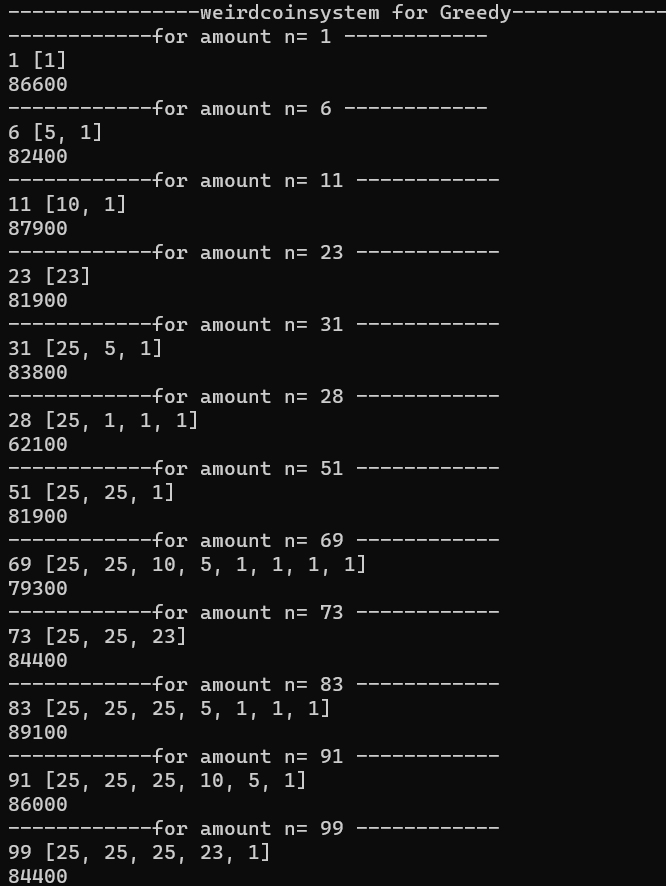 ----------------weirdcoinsystem for Greedy-------------
------------for amount n= 1 ------------
1 [1]
86600
------------for amount n= 6 ------------
6 [5, 1]
82400
------------for amount n= 11 ------------
11 [10, 1]
87900
------------for amount n= 23 ------------
23 [23]
81900
------------for amount n= 31 ------------
31 [25, 5, 1]
83800
------------for amount n= 28 ------------
28 [25, 1, 1, 1]
62100
------------for amount n= 51 ------------
51 [25, 25, 1]
81900
------------for amount n= 69 ------------
69 [25, 25, 10, 5, 1, 1, 1, 1]
79300
------------for amount n= 73 ------------
73 [25, 25, 23]
84400
------------for amount n= 83 ------------
83 [25, 25, 25, 5, 1, 1, 1]
89100
------------for amount n= 91 ------------
91 [25, 25, 25, 10, 5, 1]
86000
------------for amount n= 99 ------------
99 [25, 25, 25, 23, 1]
84400